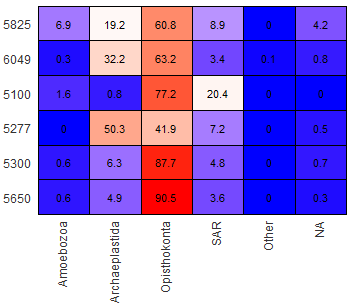 5825 6.9 19.2 60.8 8.9 0 4.2
6049 0.3 32.2 63.2 3.4 0.1 0.8
5100 1.6 0.8 77.2 20.4 0 0
5277 0 50.3 41.9 7.2 0 0.5
5300 0.6 6.3 87.7 4.8 0 0.7
5650 0.6 4.9 90.5 3.6 0 0.3
Amoebozoa
Archaeplastida
Opisthokonta
SAR
Other
NA